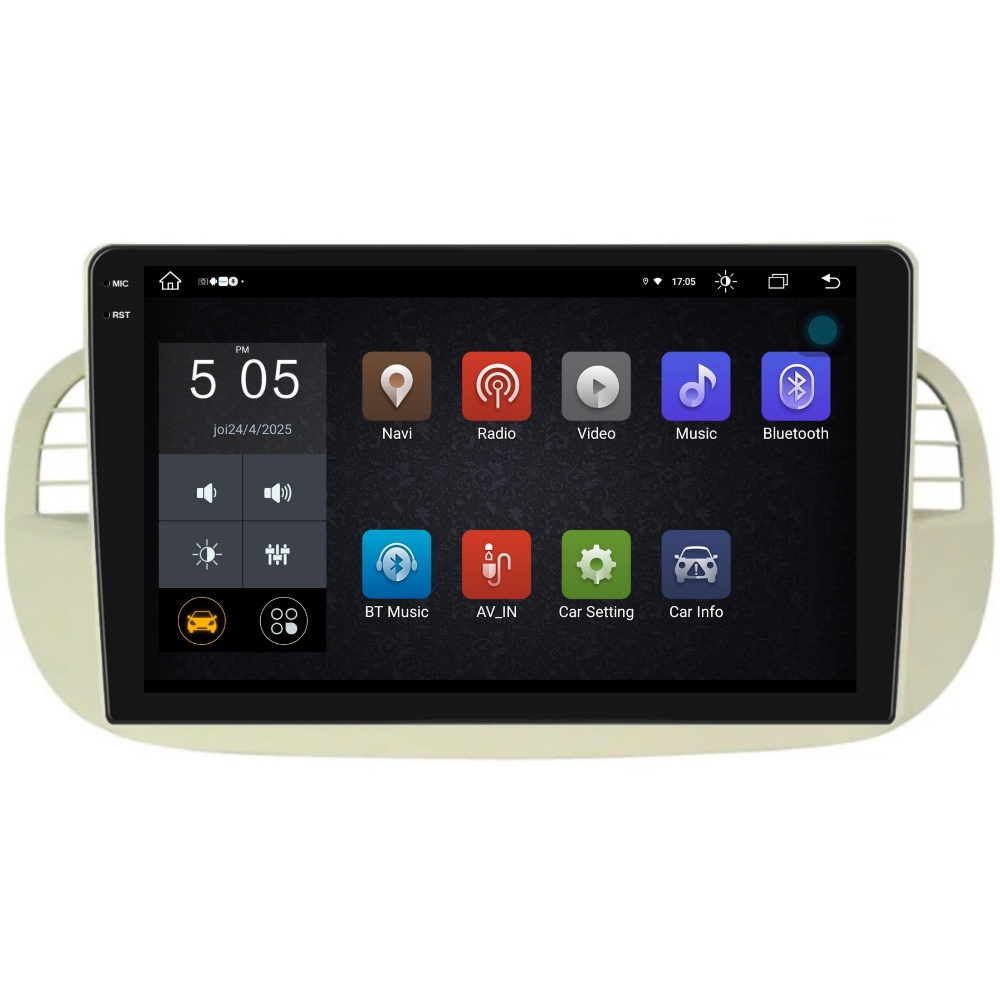 MIC
RST
17:05
PM
5 05
joi24/4/2025
Navi
Radio
Video
Music
Bluetooth
BT Music
AV_IN
Car Setting
Car Info